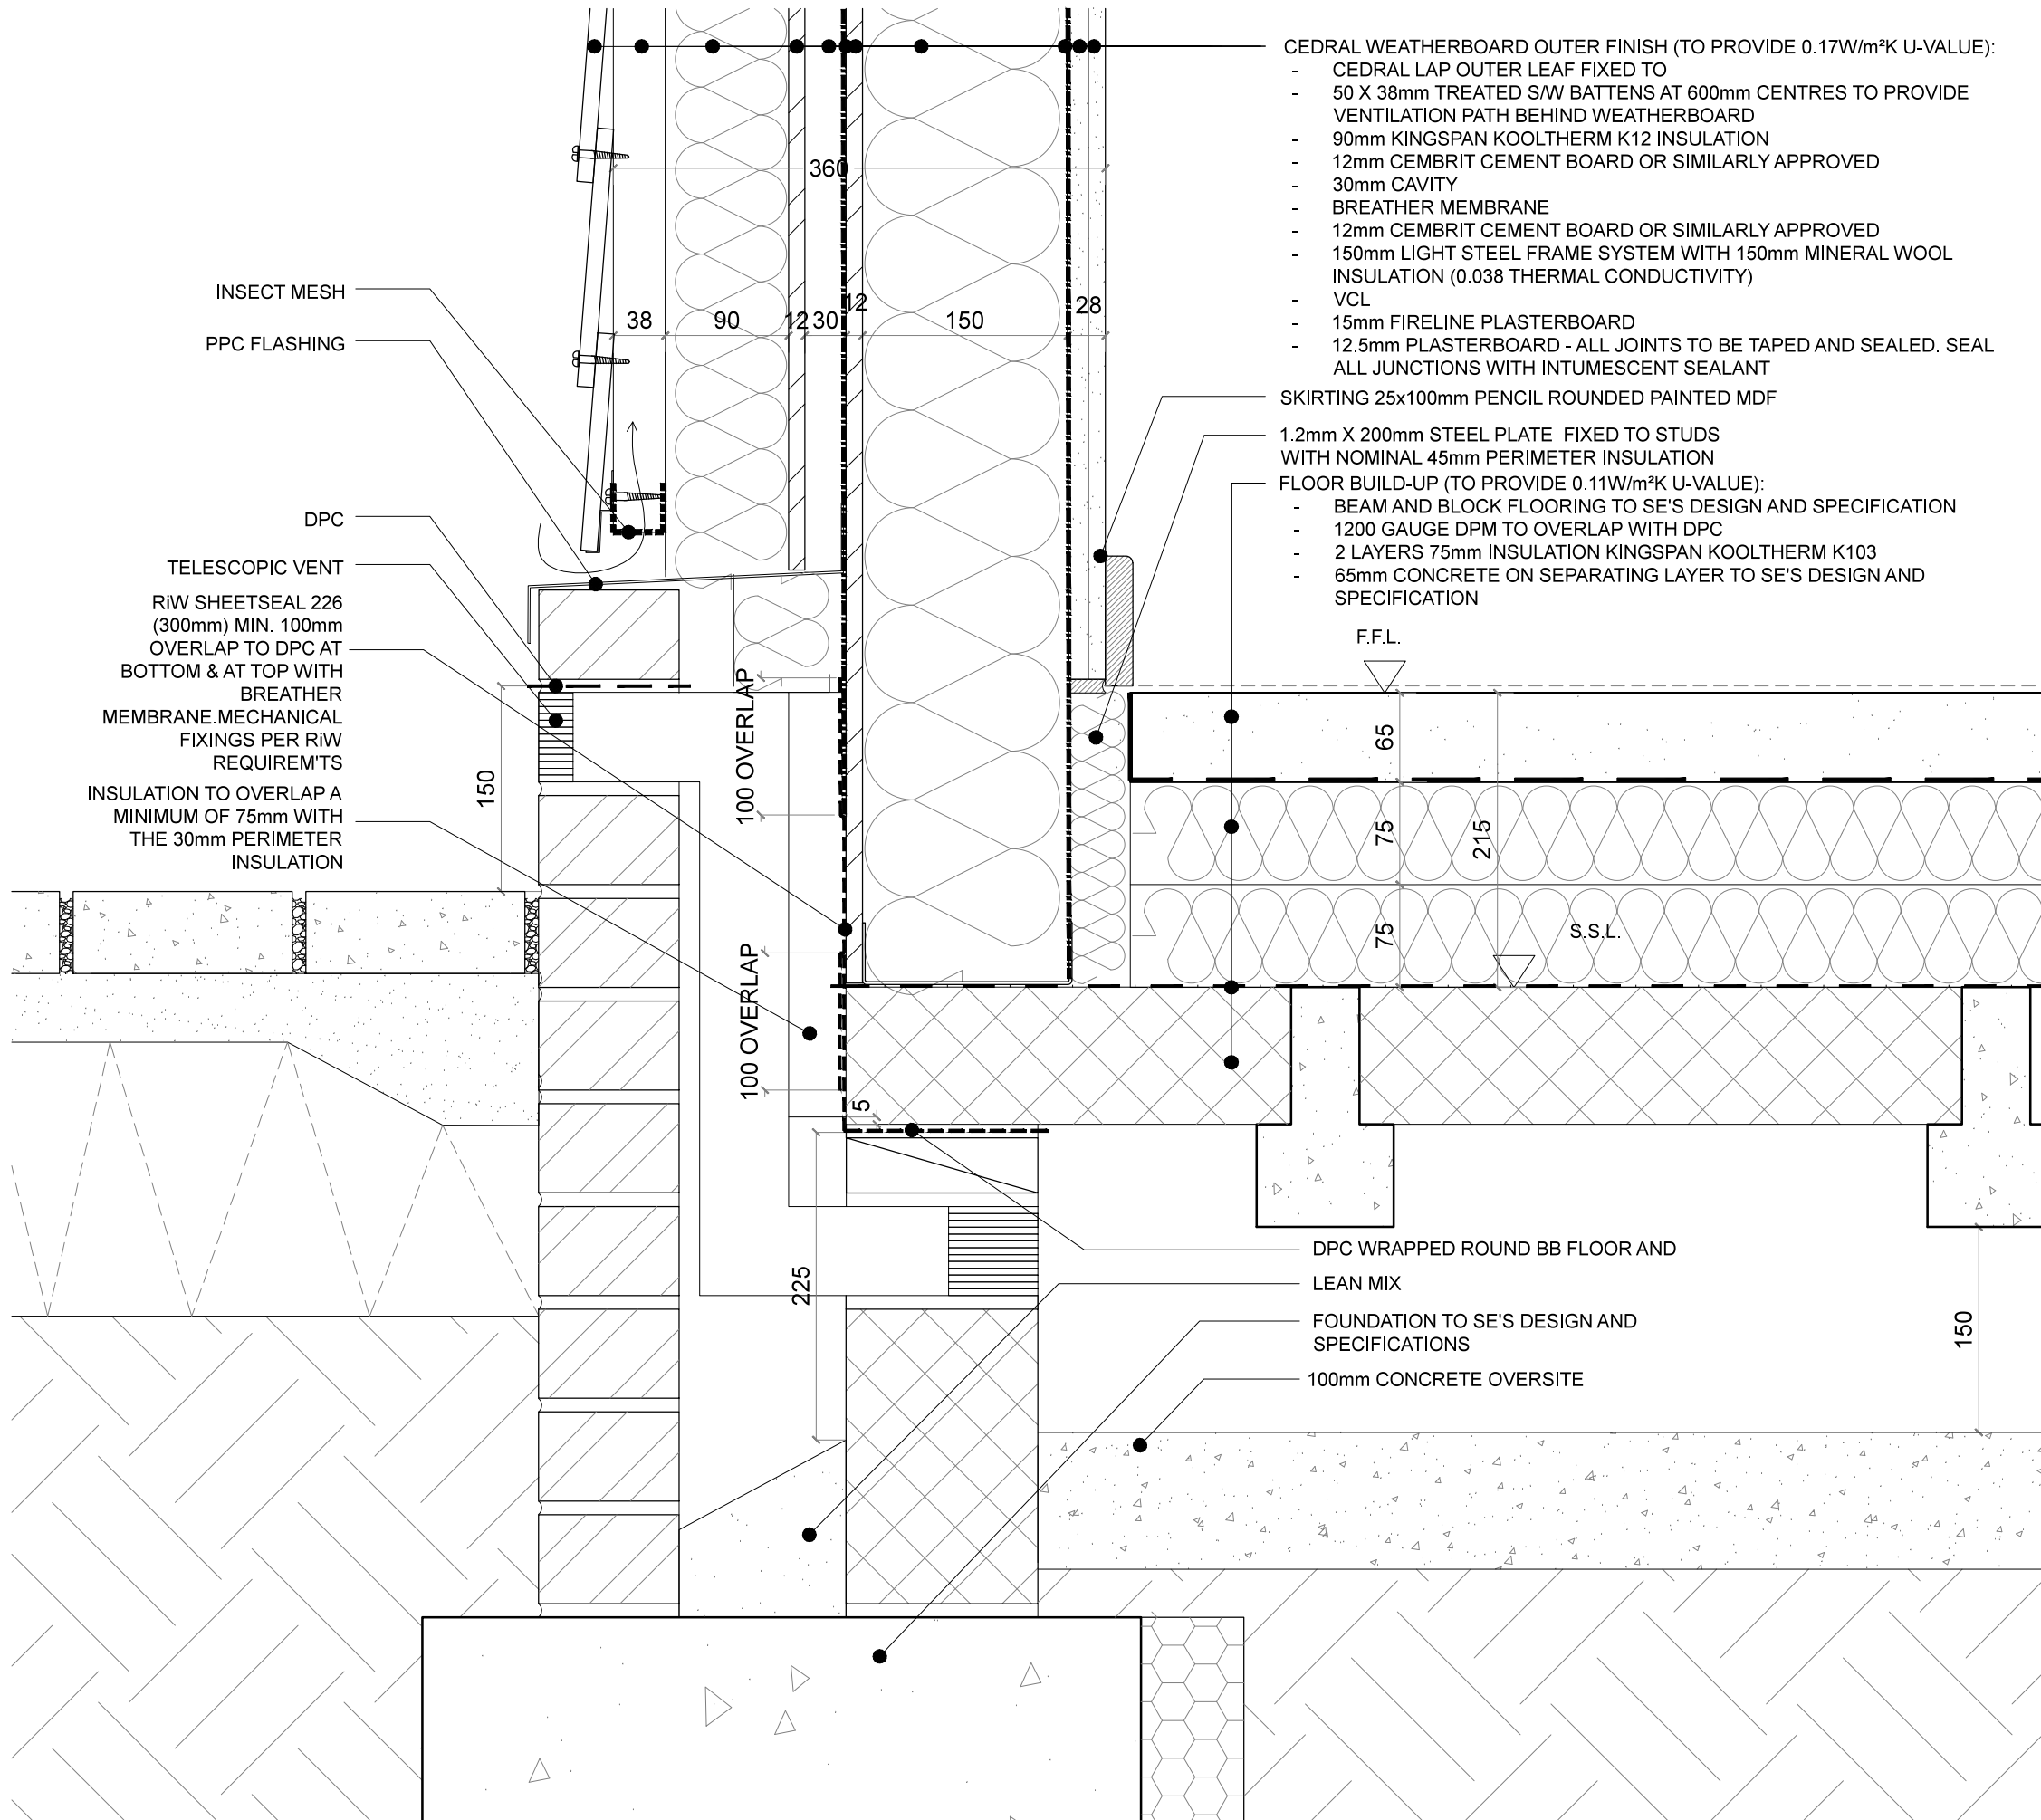 CEDRAL WEATHERBOARD OUTER FINISH (TO PROVIDE 0.17W/m²K U-VALUE):
- CEDRAL LAP OUTER LEAF FIXED TO
- 50 X 38mm TREATED S/W BATTENS AT 600mm CENTRES TO PROVIDE
VENTILATION PATH BEHIND WEATHERBOARD
- 90mm KINGSPAN KOOLTHERM K12 INSULATION
- 12mm CEMBRIT CEMENT BOARD OR SIMILARLY APPROVED
- 30mm CAVITY
- BREATHER MEMBRANE
- 12mm CEMBRIT CEMENT BOARD OR SIMILARLY APPROVED
- 150mm LIGHT STEEL FRAME SYSTEM WITH 150mm MINERAL WOOL
INSULATION (0.038 THERMAL CONDUCTIVITY)
- VCL
- 15mm FIRELINE PLASTERBOARD
- 12.5mm PLASTERBOARD - ALL JOINTS TO BE TAPED AND SEALED. SEAL
ALL JUNCTIONS WITH INTUMESCENT SEALANT
SKIRTING 25x100mm PENCIL ROUNDED PAINTED MDF
1.2mm X 200mm STEEL PLATE FIXED TO STUDS
WITH NOMINAL 45mm PERIMETER INSULATION
FLOOR BUILD-UP (TO PROVIDE 0.11W/m²K U-VALUE):
- BEAM AND BLOCK FLOORING TO SE'S DESIGN AND SPECIFICATION
- 1200 GAUGE DPM TO OVERLAP WITH DPC
- 2 LAYERS 75mm INSULATION KINGSPAN KOOLTHERM K103
- 65mm CONCRETE ON SEPARATING LAYER TO SE'S DESIGN AND
SPECIFICATION
F.F.L.
360
38
90
12
30
12
150
28
INSECT MESH
PPC FLASHING
DPC
TELESCOPIC VENT
RiW SHEETSEAL 226
(300mm) MIN. 100mm
OVERLAP TO DPC AT
BOTTOM & AT TOP WITH
BREATHER
MEMBRANE.MECHANICAL
FIXINGS PER RiW
REQUIREM'TS
INSULATION TO OVERLAP A
MINIMUM OF 75mm WITH
THE 30mm PERIMETER
INSULATION
150
100 OVERLAP
100 OVERLAP
65
75
75
215
S.S.L.
5
225
150
DPC WRAPPED ROUND BB FLOOR AND
LEAN MIX
FOUNDATION TO SE'S DESIGN AND
SPECIFICATIONS
100mm CONCRETE OVERSITE